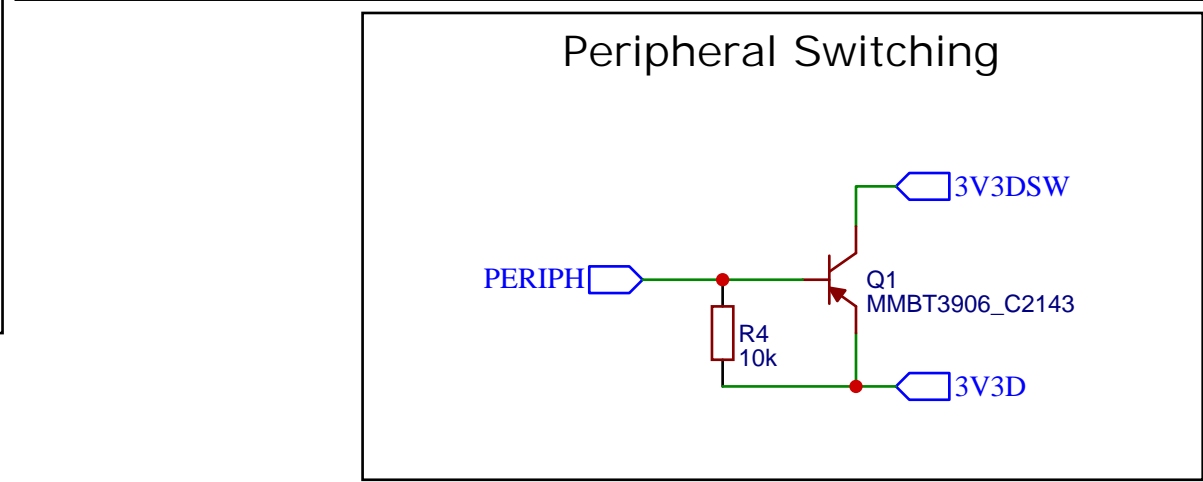 Peripheral Switching
3V3DSW
PERIPH
Q1
MMBT3906_C2143
R4
10k
3V3D